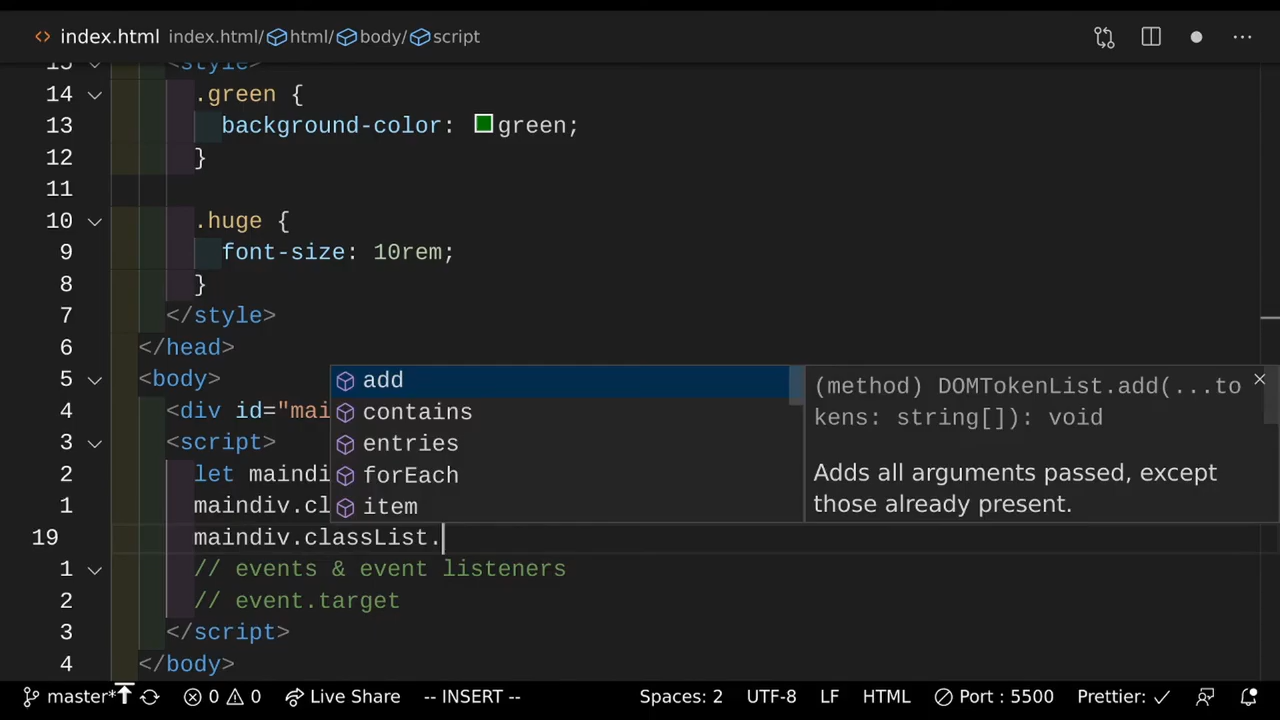 index.html index.html/html/body/script
<style>
14 .green {
13 background-color: green;
12 }
11
10 .huge {
9 font-size: 10rem;
8 }
7 </style>
6 </head>
5 <body>
4 <div id="mai
3 <script>
2 let maindi
1 maindiv.cl
19 maindiv.classList.
1 // events & event listeners
2 // event.target
3 </script>
4 </body>
add
contains
entries
forEach
item
(method) DOMTokenList.add(...to
kens: string[]): void
Adds all arguments passed, except
those already present.
master* 0 0 Live Share -- INSERT -- Spaces: 2 UTF-8 LF HTML Port : 5500 Prettier: